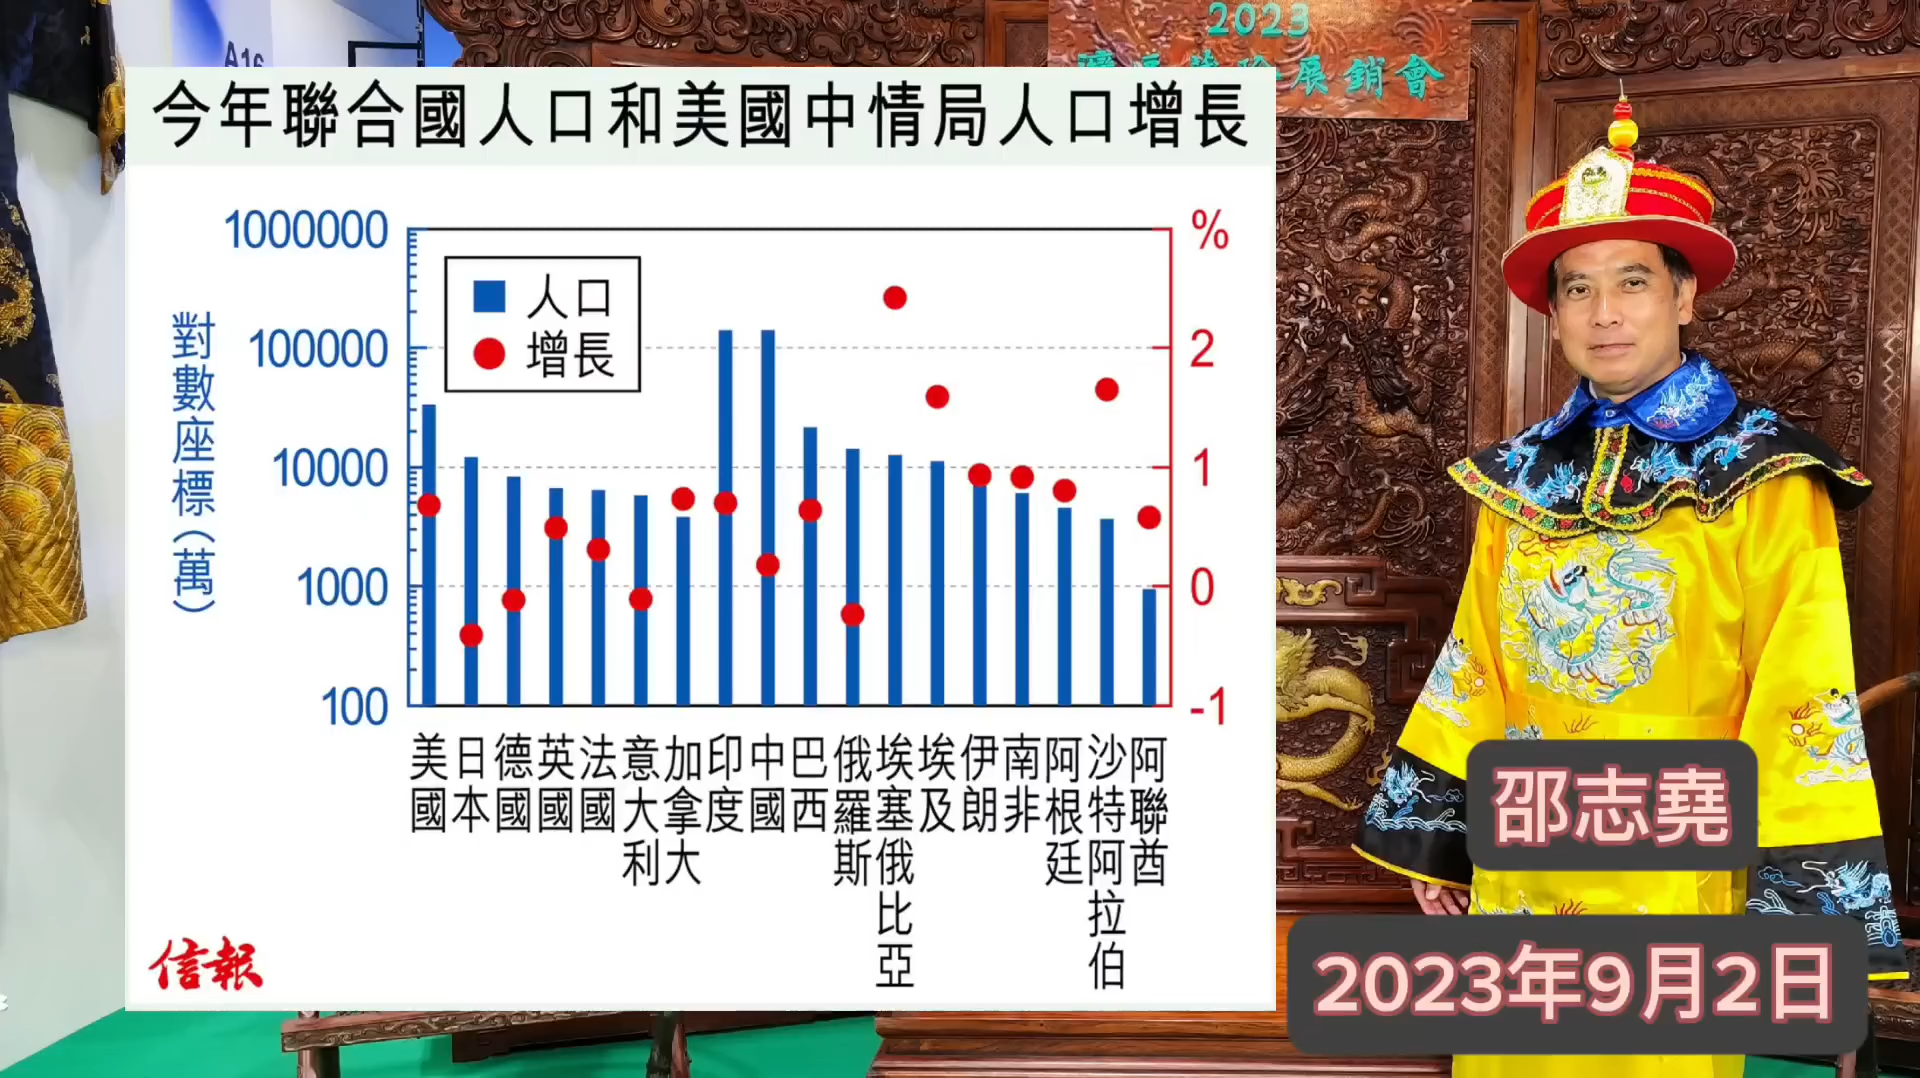 A16
2023
展銷會
今年聯合國人口和美國中情局人口增長
1000000
100000
10000
1000
100
對數座標（萬）
人口
增長
%
2
1
0
-1
美國
日本
德國
英國
法國
意大利
加拿大
印度
中國
巴西
俄羅斯
埃塞俄比亞
埃及
伊朗
南非
阿根廷
沙特阿拉伯
阿聯酋
信報
邵志堯
2023年9月2日